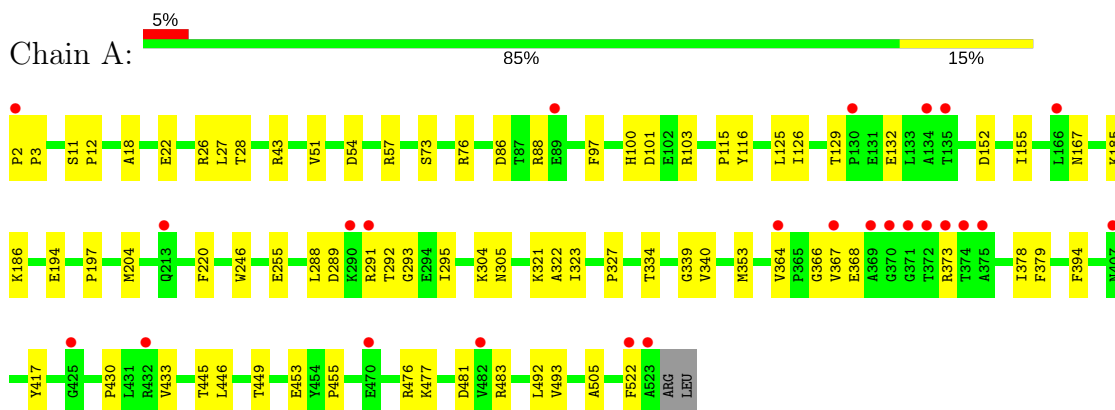 5%
Chain A:
85% 15%
P2 P3 S11 P12 A18 E22 R26 L27 T28 R43 V51 D54 R57 S73 R76 D86 T87 R88 E89 F97 H100 D101 E102 R103 P115 Y116 L125 I126 T129 P130 E131 E132 L133 A134 T135 D152 I155 L166 N167 K185
K186 E194 P197 M204 Q213 F220 W246 E255 L288 D289 K290 R291 T292 G293 E294 I295 K304 N305 K321 A322 I323 P327 T334 G339 V340 M353 V364 P365 G366 V367 E368 A369 G370 G371 T372 R373 T374 A375 I378 F379 F394 N407
Y417 G425 P430 L431 R432 V433 T445 L446 T449 E453 Y454 P455 E470 R476 K477 D481 V482 R483 L492 V493 A505 F522 A523 ARG LEU